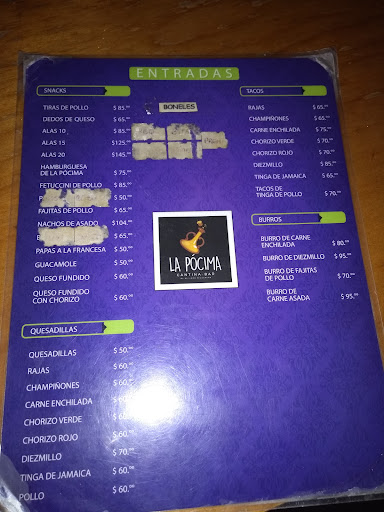 ENTRADAS
SNACKS
TIRAS DE POLLO $ 85.⁰⁰
DEDOS DE QUESO $ 65.⁰⁰
ALAS 10 $ 85.⁰⁰
ALAS 15 $125.⁰⁰
ALAS 20 $145.⁰⁰
HAMBURGUESA
DE LA PÓCIMA $ 75.⁰⁰
FETUCCINI DE POLLO $ 85.⁰⁰
$ 65.⁰⁰
FAJITAS DE POLLO $ 65.⁰⁰
NACHOS DE ASADO $104.⁰⁰
$ 60.⁰⁰
PAPAS A LA FRANCESA $ 50.⁰⁰
GUACAMOLE $ 50.⁰⁰
QUESO FUNDIDO $ 60.⁰⁰
QUESO FUNDIDO
CON CHORIZO $ 60.⁰⁰
QUESADILLAS
QUESADILLAS $ 50.⁰⁰
RAJAS $ 60.⁰⁰
CHAMPIÑONES $ 60.⁰⁰
CARNE ENCHILADA
CHORIZO VERDE
CHORIZO ROJO $ 60.⁰⁰
DIEZMILLO $ 70.⁰⁰
TINGA DE JAMAICA $ 60.⁰⁰
POLLO $ 60.⁰⁰
BONELES
LA PÓCIMA
CANTINA-BAR
TACOS
RAJAS $ 65.⁰⁰
CHAMPIÑONES $ 65.⁰⁰
CARNE ENCHILADA $ 75.⁰⁰
CHORIZO VERDE $ 70.⁰⁰
CHORIZO ROJO $ 70.⁰⁰
DIEZMILLO $ 85.⁰⁰
TINGA DE JAMAICA $ 65.⁰⁰
TACOS DE
TINGA DE POLLO $ 70.⁰⁰
BURROS
BURRO DE CARNE
ENCHILADA $ 80.⁰⁰
BURRO DE DIEZMILLO $ 95.⁰⁰
BURRO DE FAJITAS
DE POLLO $ 70.⁰⁰
BURRO DE
CARNE ASADA $ 95.⁰⁰